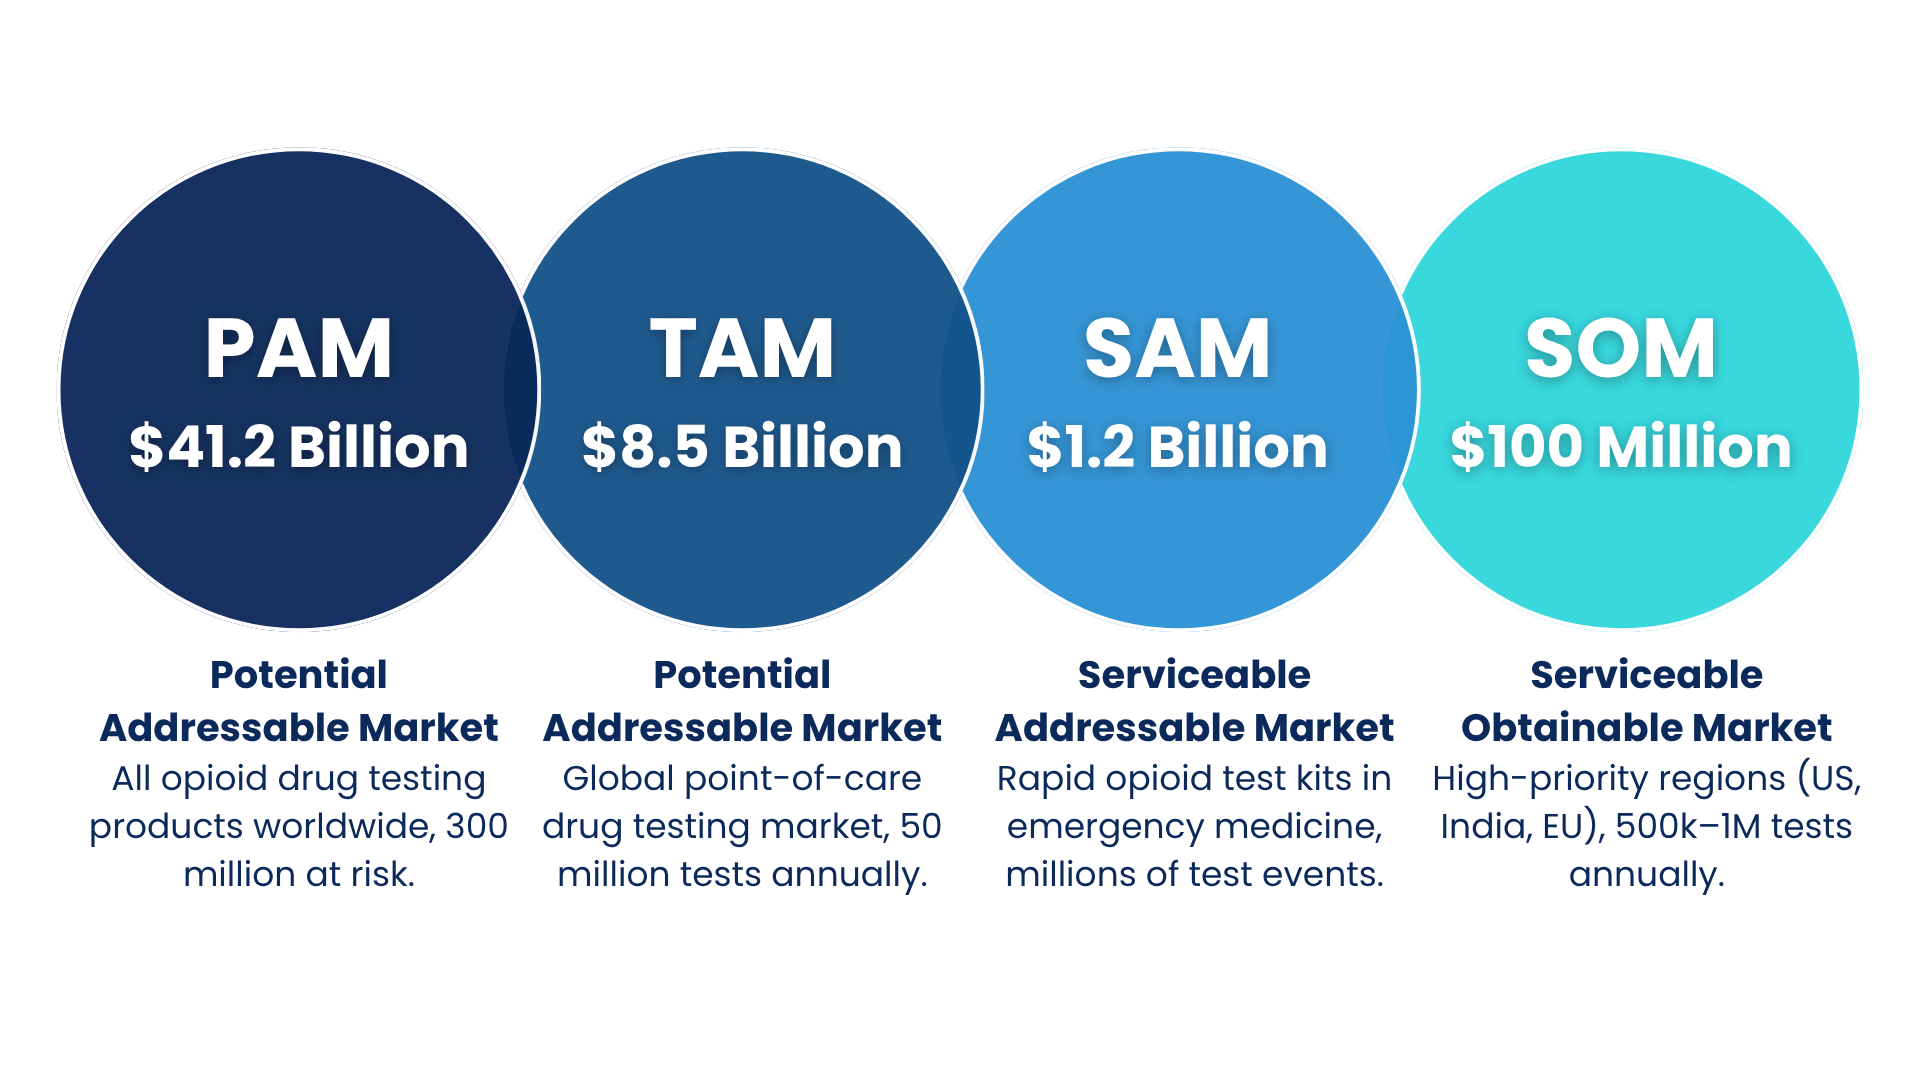 PAM
$41.2 Billion
Potential
Addressable Market
All opioid drug testing
products worldwide, 300
million at risk.
TAM
$8.5 Billion
Potential
Addressable Market
Global point-of-care
drug testing market, 50
million tests annually.
SAM
$1.2 Billion
Serviceable
Addressable Market
Rapid opioid test kits in
emergency medicine,
millions of test events.
SOM
$100 Million
Serviceable
Obtainable Market
High-priority regions (US,
India, EU), 500k–1M tests
annually.